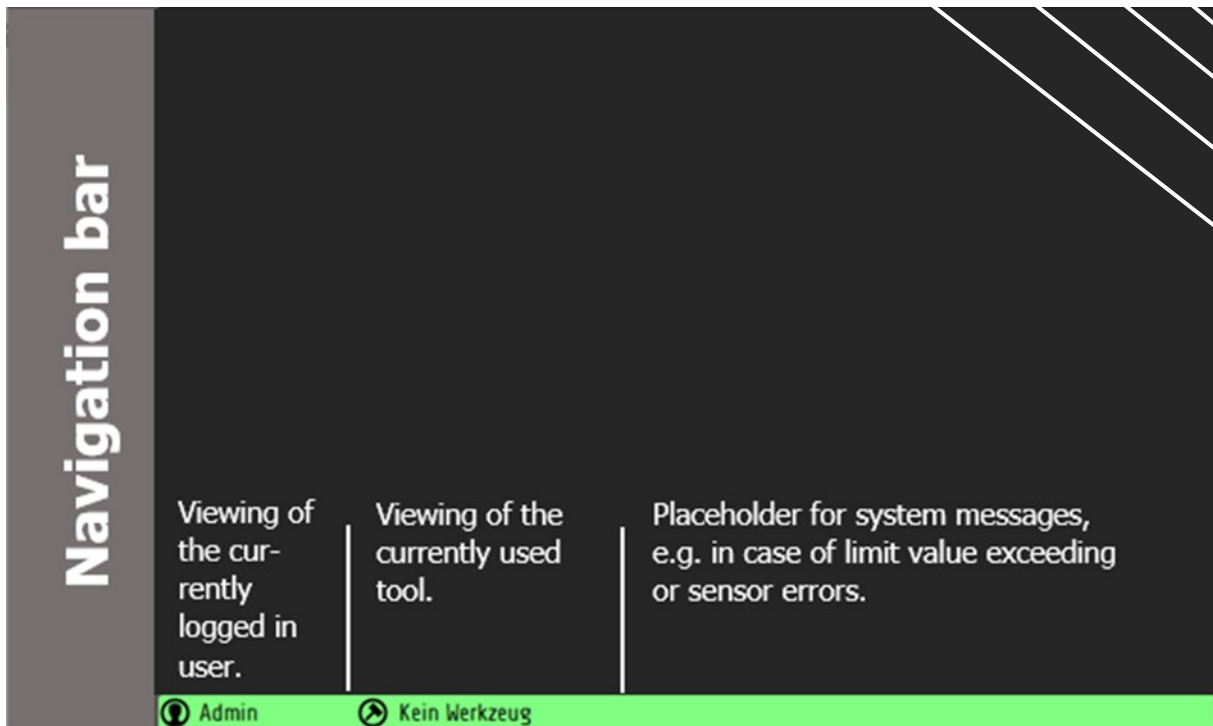 Navigation bar
Viewing of
the cur-
rently
logged in
user.
Viewing of the
currently used
tool.
Placeholder for system messages,
e.g. in case of limit value exceeding
or sensor errors.
Admin
Kein Werkzeug